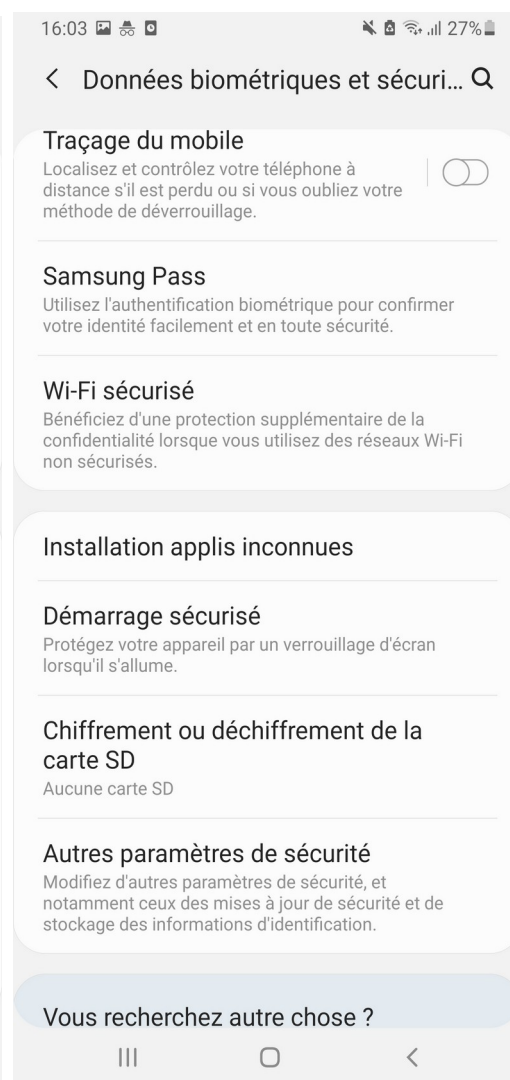 16:03
27%
Données biométriques et sécuri...
Traçage du mobile
Localisez et contrôlez votre téléphone à
distance s'il est perdu ou si vous oubliez votre
méthode de déverrouillage.
Samsung Pass
Utilisez l'authentification biométrique pour confirmer
votre identité facilement et en toute sécurité.
Wi-Fi sécurisé
Bénéficiez d'une protection supplémentaire de la
confidentialité lorsque vous utilisez des réseaux Wi-Fi
non sécurisés.
Installation applis inconnues
Démarrage sécurisé
Protégez votre appareil par un verrouillage d'écran
lorsqu'il s'allume.
Chiffrement ou déchiffrement de la
carte SD
Aucune carte SD
Autres paramètres de sécurité
Modifiez d'autres paramètres de sécurité, et
notamment ceux des mises à jour de sécurité et de
stockage des informations d'identification.
Vous recherchez autre chose ?